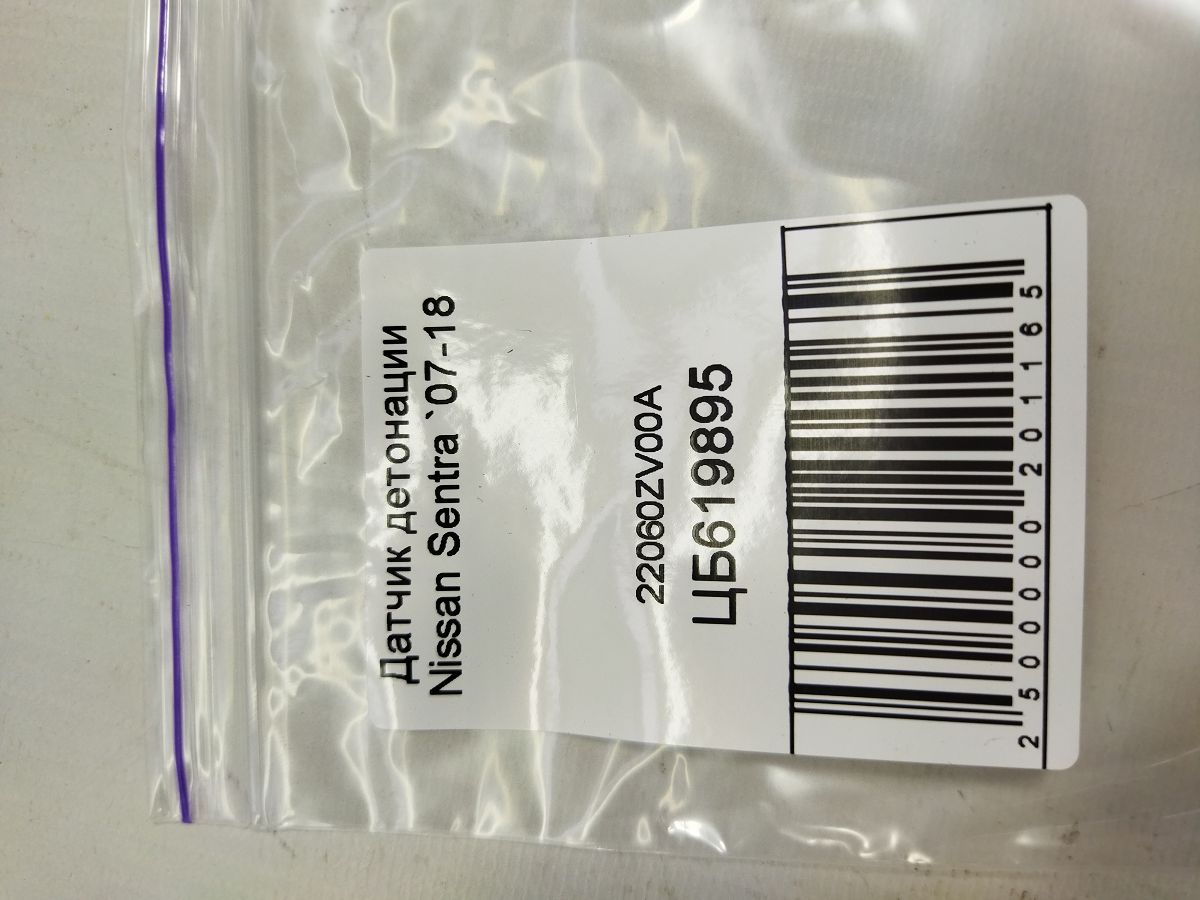 Датчик детонации
Nissan Sentra `07-18
22060ZV00A
ЦБ619895
2500000201165